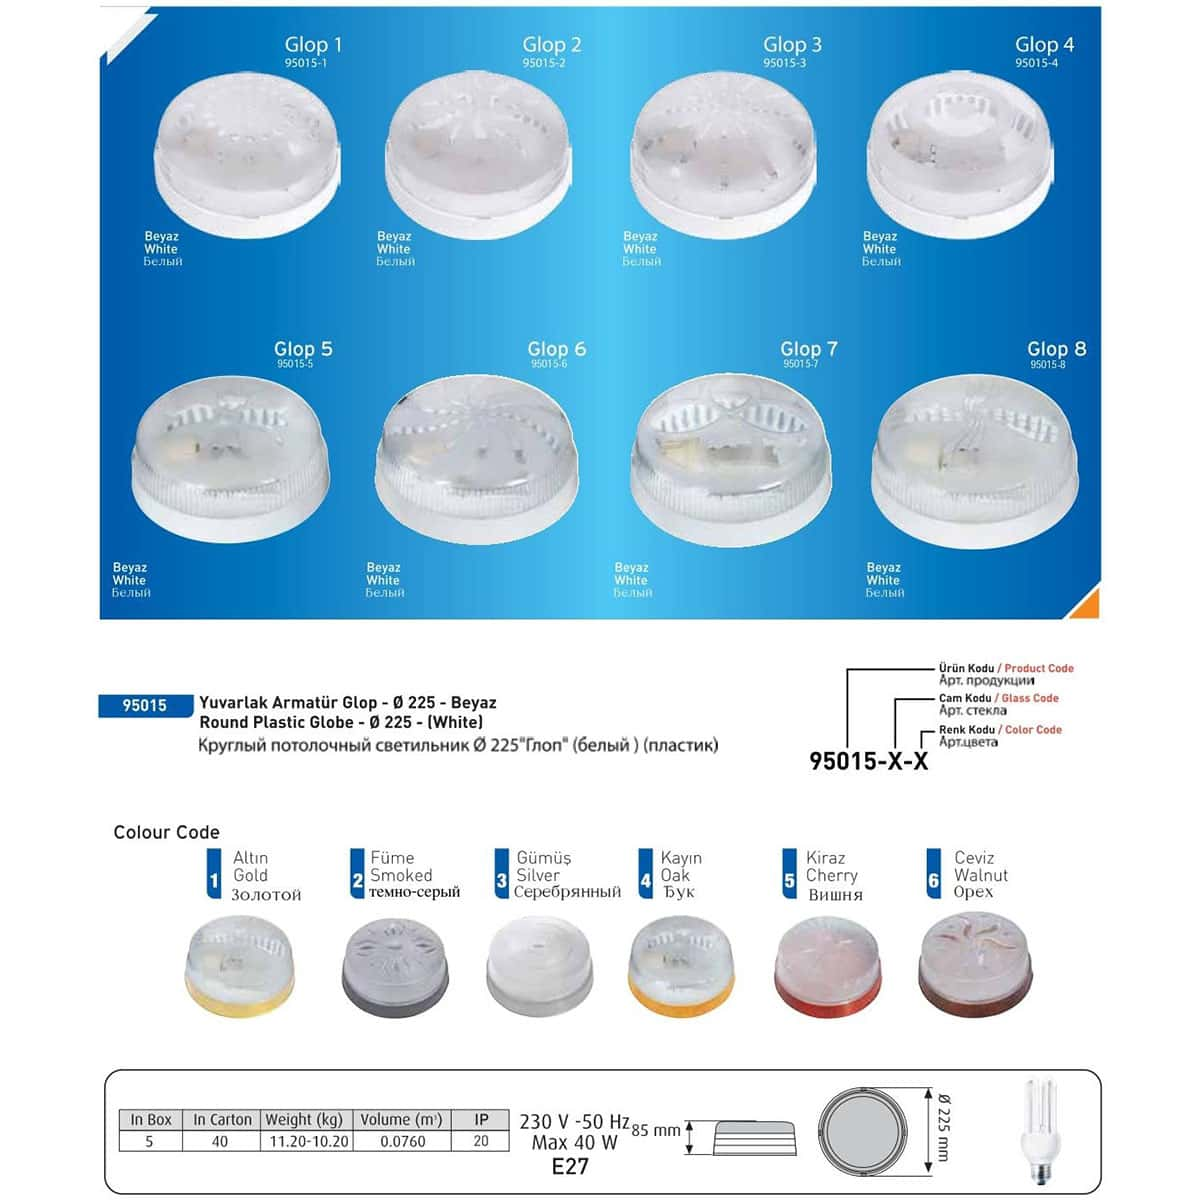 Glop 1
95015-1
Glop 2
95015-2
Glop 3
95015-3
Glop 4
95015-4
Beyaz
White
Белый
Beyaz
White
Белый
Beyaz
White
Белый
Beyaz
White
Белый
Glop 5
95015-5
Glop 6
95015-6
Glop 7
95015-7
Glop 8
95015-8
Beyaz
White
Белый
Beyaz
White
Белый
Beyaz
White
Белый
Beyaz
White
Белый
95015
Yuvarlak Armatür Glop - Ø 225 - Beyaz
Round Plastic Globe - Ø 225 - (White)
Круглый потолочный светильник Ø 225"Глоп" (белый ) (пластик)
Ürün Kodu / Product Code
Арт. продукции
Cam Kodu / Glass Code
Арт. стекла
Renk Kodu / Color Code
Арт.цвета
95015-X-X
Colour Code
1
Altın
Gold
Золотой
2
Füme
Smoked
темно-серый
3
Gümüş
Silver
Серебрянный
4
Kayın
Oak
Ђук
5
Kiraz
Cherry
Вишня
6
Ceviz
Walnut
Орех
In Box In Carton Weight (kg) Volume (m³) IP
5 40 11.20-10.20 0.0760 20
230 V -50 Hz
Max 40 W
E27
85 mm
Ø 225 mm